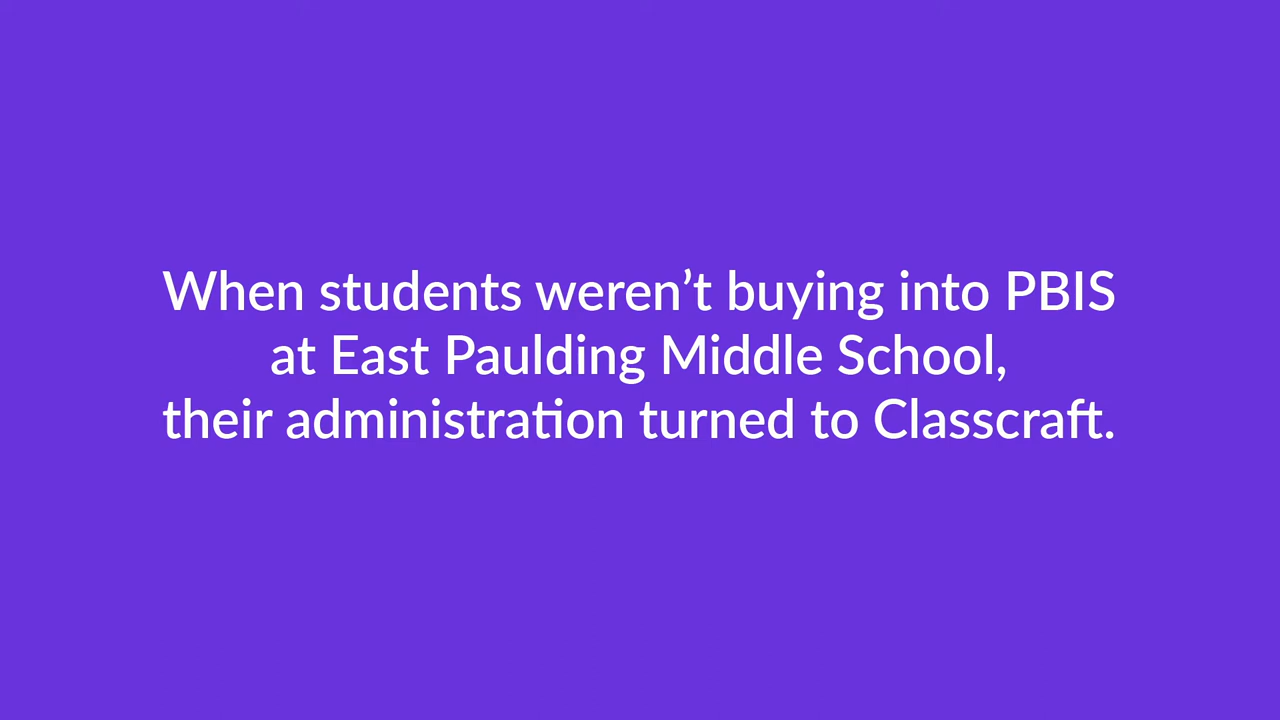 When students weren’t buying into PBIS
at East Paulding Middle School,
their administration turned to Classcraft.